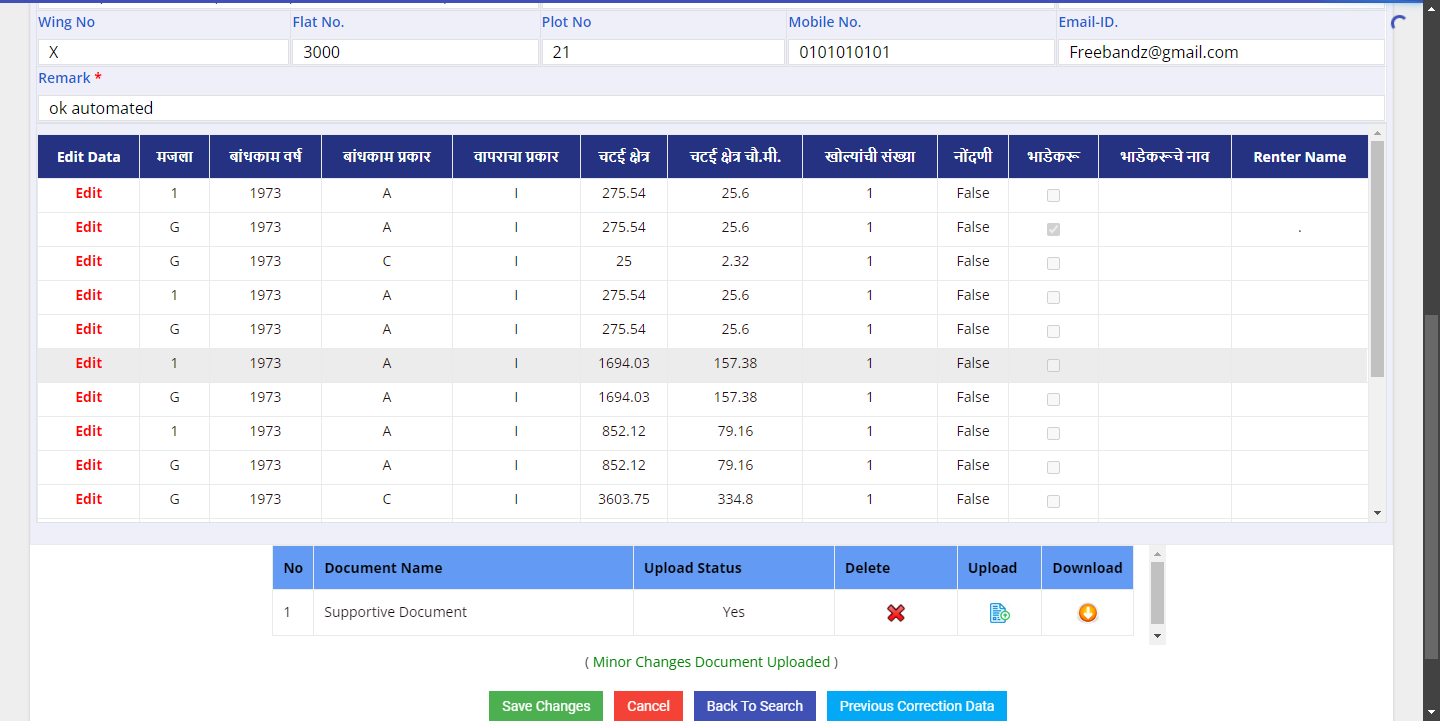 Wing No Flat No. Plot No Mobile No. Email-ID.
X 3000 21 0101010101 Freebandz@gmail.com
Remark *
ok automated
Edit Data मजला बांधकाम वर्ष बांधकाम प्रकार वापराचा प्रकार चटई क्षेत्र चटई क्षेत्र चौ.मी. खोल्यांची संख्या नोंदणी भाडेकरू भाडेकरूचे नाव Renter Name
Edit 1 1973 A I 275.54 25.6 1 False
Edit G 1973 A I 275.54 25.6 1 False .
Edit G 1973 C I 25 2.32 1 False
Edit 1 1973 A I 275.54 25.6 1 False
Edit G 1973 A I 275.54 25.6 1 False
Edit 1 1973 A I 1694.03 157.38 1 False
Edit G 1973 A I 1694.03 157.38 1 False
Edit 1 1973 A I 852.12 79.16 1 False
Edit G 1973 A I 852.12 79.16 1 False
Edit G 1973 C I 3603.75 334.8 1 False
No Document Name Upload Status Delete Upload Download
1 Supportive Document Yes
( Minor Changes Document Uploaded )
Save Changes Cancel Back To Search Previous Correction Data